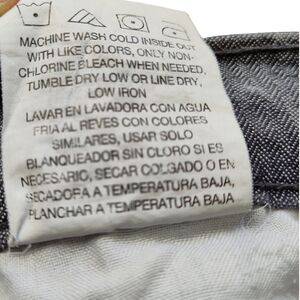 MACHINE WASH COLD INSIDE OUT
WITH LIKE COLORS, ONLY NON-
CHLORINE BLEACH WHEN NEEDED,
TUMBLE DRY LOW OR LINE DRY,
LOW IRON
LAVAR EN LAVADORA CON AGUA
FRIA AL REVES CON COLORES
SIMILARES, USAR SOLO
BLANQUEADOR SIN CLORO SI ES
NECESARIO, SECAR COLGADO O EN
SECADORA A TEMPERATURA BAJA,
PLANCHAR A TEMPERATURA BAJA